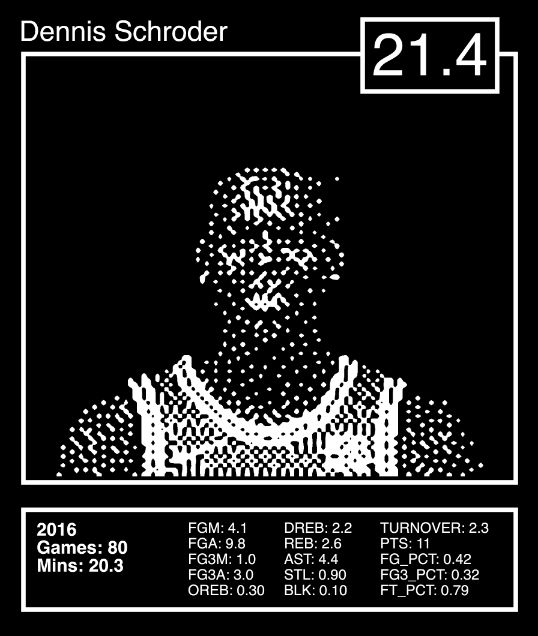 Dennis Schroder
21.4
2016
Games: 80
Mins: 20.3
FGM: 4.1
FGA: 9.8
FG3M: 1.0
FG3A: 3.0
OREB: 0.30
DREB: 2.2
REB: 2.6
AST: 4.4
STL: 0.90
BLK: 0.10
TURNOVER: 2.3
PTS: 11
FG_PCT: 0.42
FG3_PCT: 0.32
FT_PCT: 0.79